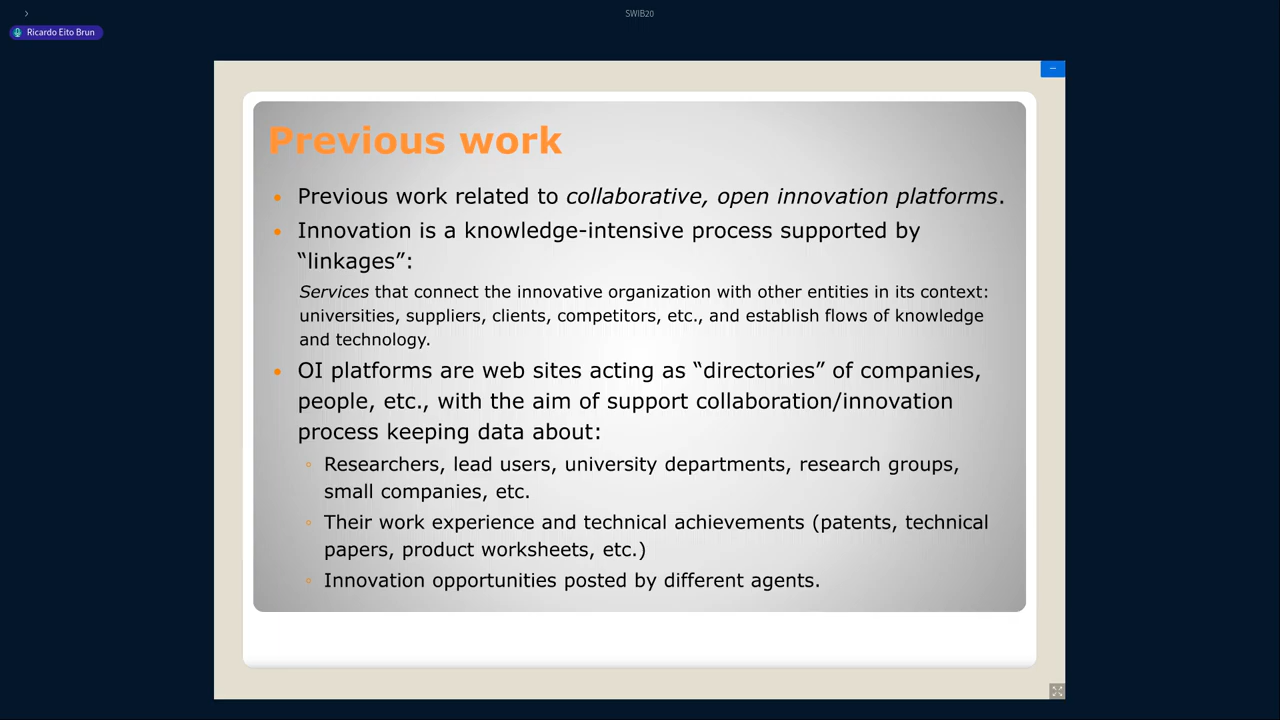 SWIB20
Ricardo Eito Brun
Previous work
Previous work related to collaborative, open innovation platforms.
Innovation is a knowledge-intensive process supported by
“linkages”:
Services that connect the innovative organization with other entities in its context:
universities, suppliers, clients, competitors, etc., and establish flows of knowledge
and technology.
OI platforms are web sites acting as “directories” of companies,
people, etc., with the aim of support collaboration/innovation
process keeping data about:
Researchers, lead users, university departments, research groups,
small companies, etc.
Their work experience and technical achievements (patents, technical
papers, product worksheets, etc.)
Innovation opportunities posted by different agents.